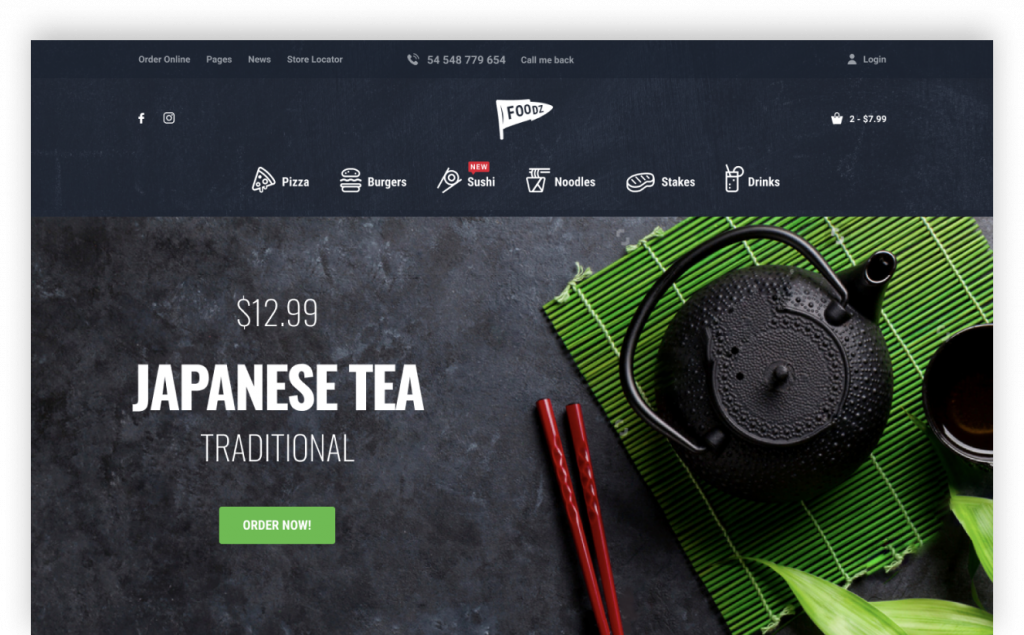 Order Online Pages News Store Locator 54 548 779 654 Call me back Login
FOODZ
2 - $7.99
NEW
Pizza Burgers Sushi Noodles Stakes Drinks
$12.99
JAPANESE TEA
TRADITIONAL
ORDER NOW!